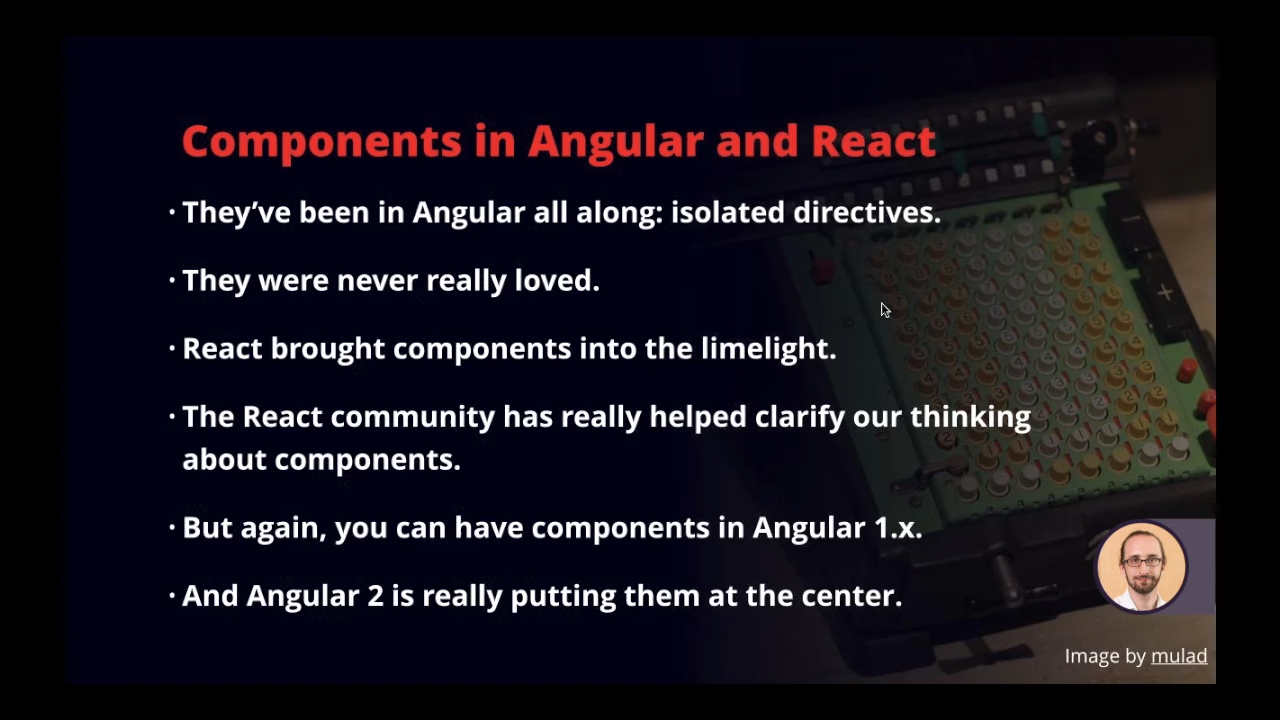 Components in Angular and React
· They’ve been in Angular all along: isolated directives.
· They were never really loved.
· React brought components into the limelight.
· The React community has really helped clarify our thinking
about components.
· But again, you can have components in Angular 1.x.
· And Angular 2 is really putting them at the center.
Image by mulad